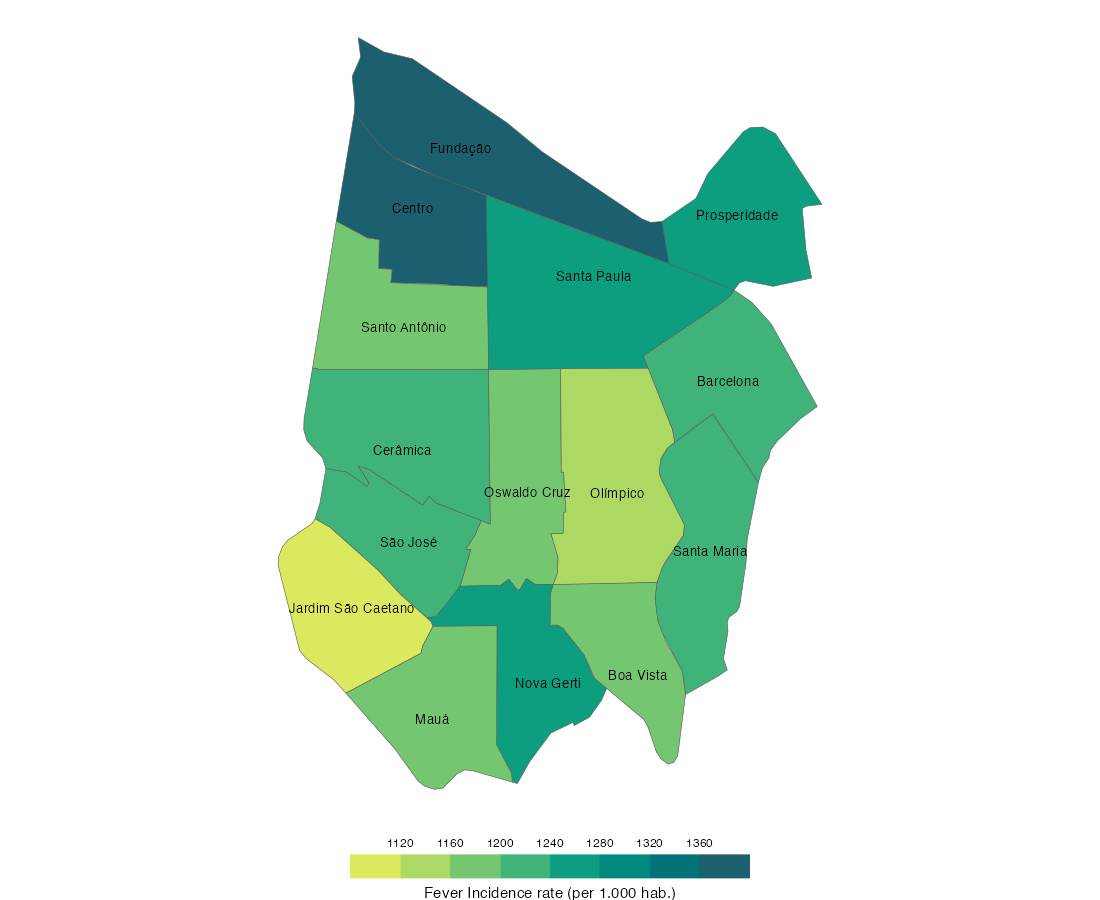 Fundação
Centro
Prosperidade
Santa Paula
Santo Antônio
Barcelona
Cerâmica
Oswaldo Cruz
Olímpico
São José
Santa Maria
Jardim São Caetano
Boa Vista
Nova Gerti
Mauá
1120 1160 1200 1240 1280 1320 1360
Fever Incidence rate (per 1.000 hab.)